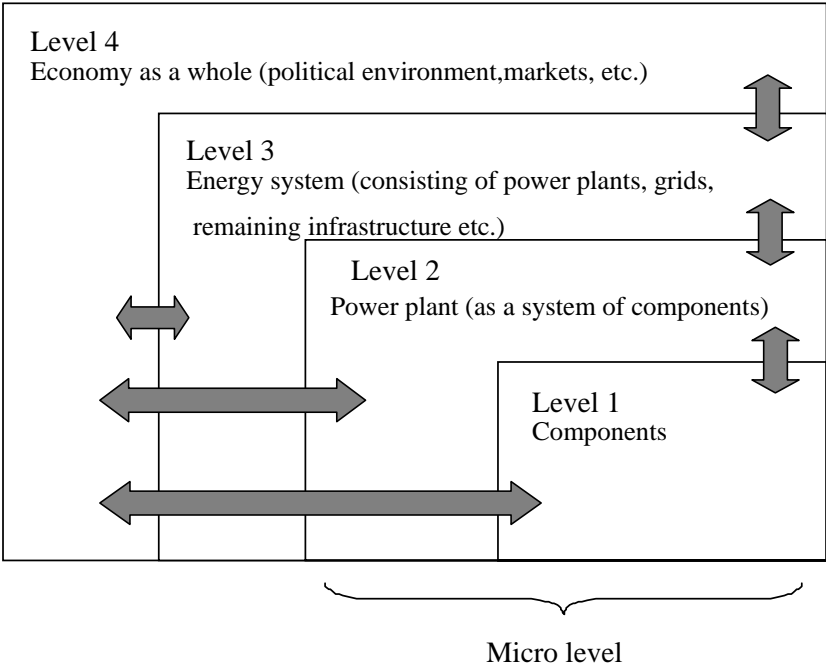 Level 4
Economy as a whole (political environment,markets, etc.)
Level 3
Energy system (consisting of power plants, grids,
remaining infrastructure etc.)
Level 2
Power plant (as a system of components)
Level 1
Components
Micro level